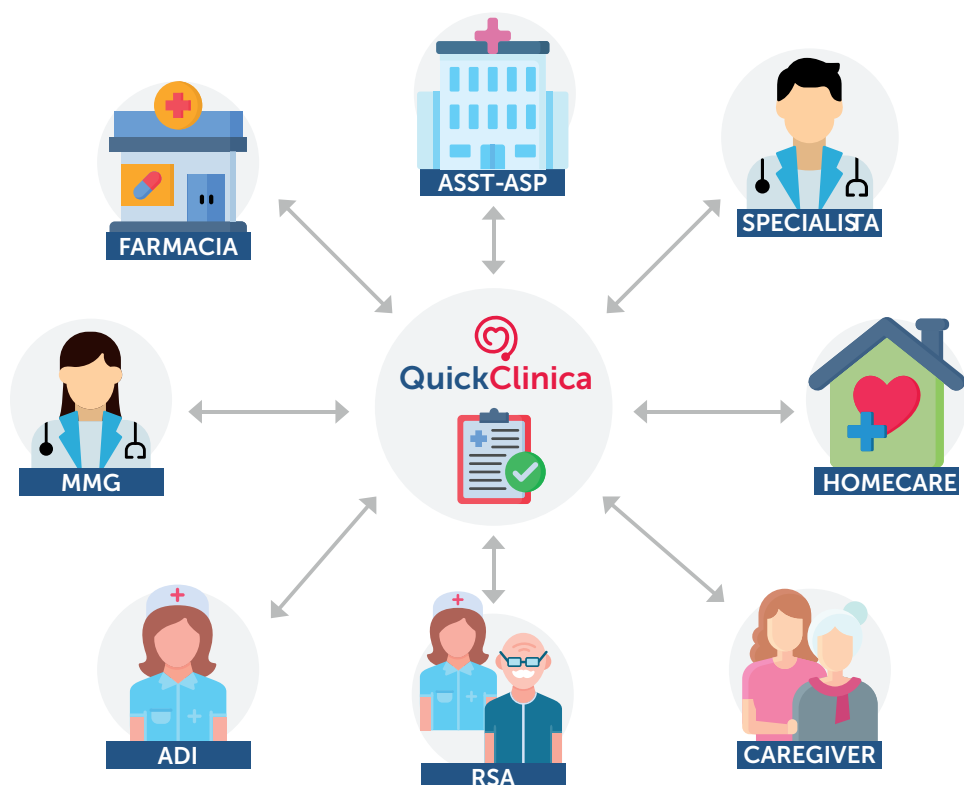 ASST-ASP
SPECIALISTA
FARMACIA
QuickClinica
MMG
HOMECARE
ADI
RSA
CAREGIVER